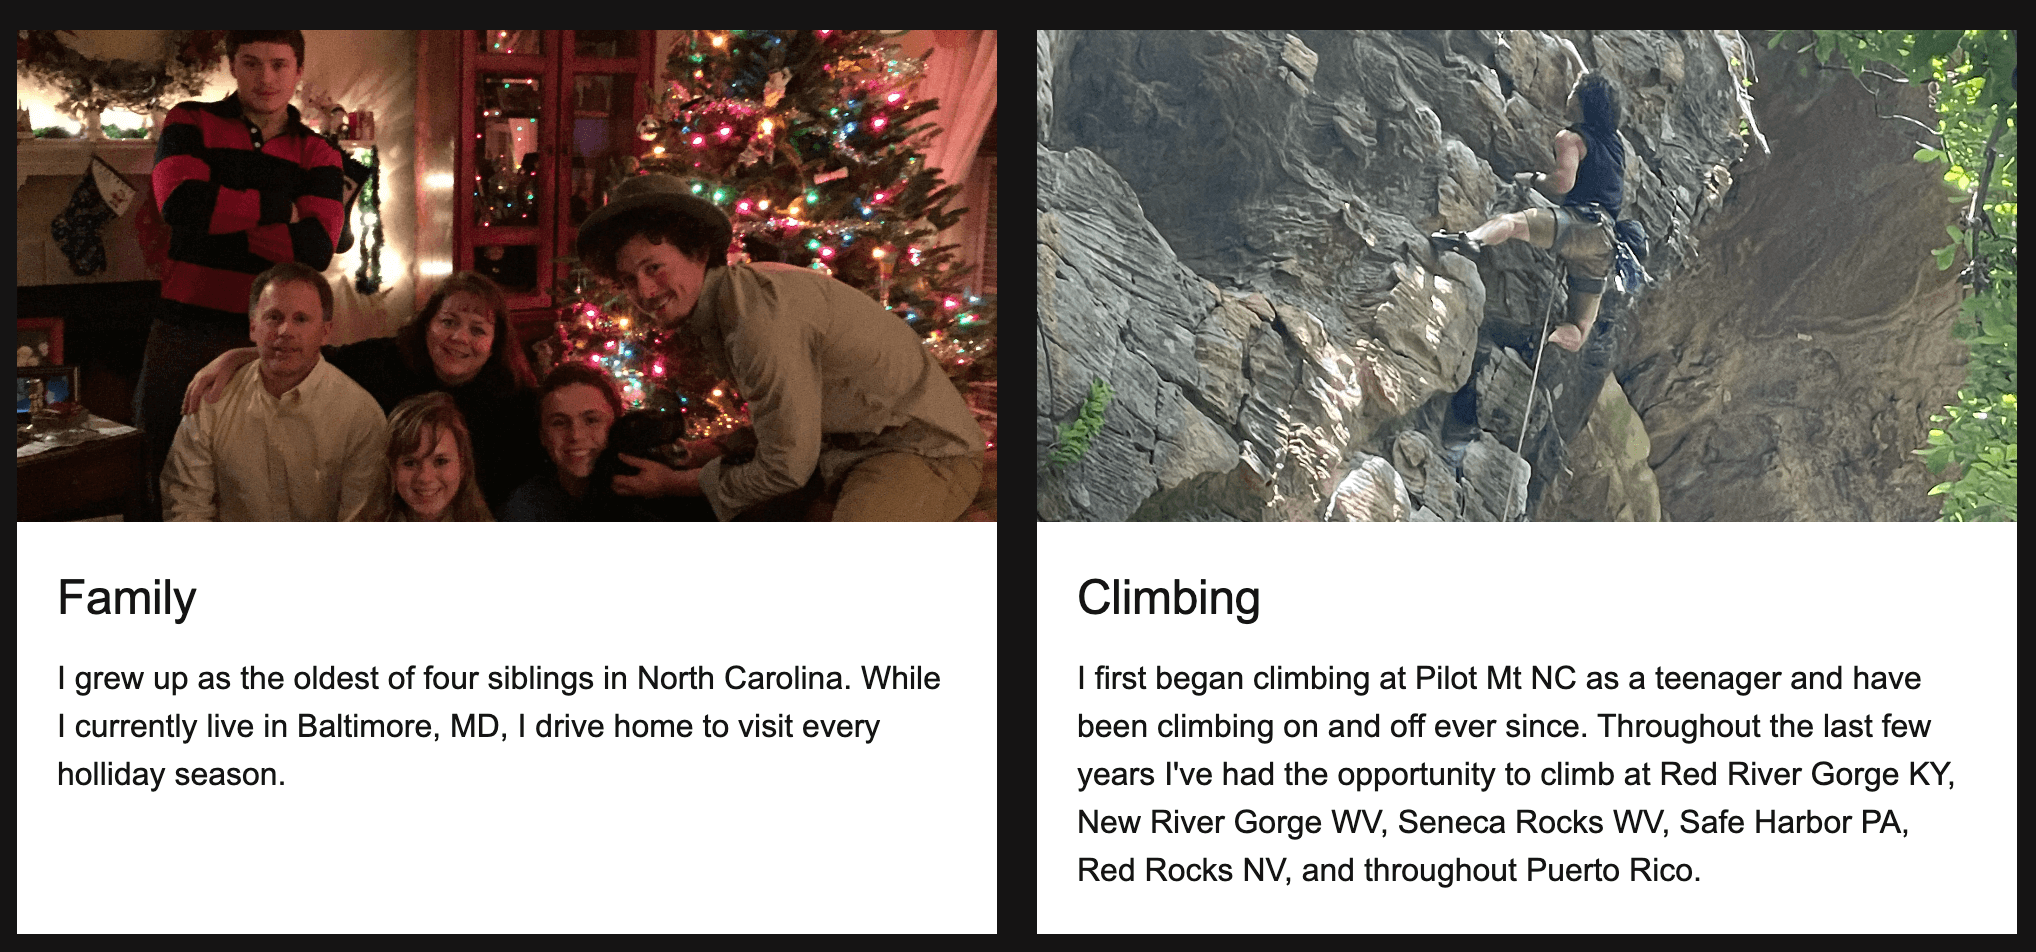 Family
I grew up as the oldest of four siblings in North Carolina. While
I currently live in Baltimore, MD, I drive home to visit every
holliday season.
Climbing
I first began climbing at Pilot Mt NC as a teenager and have
been climbing on and off ever since. Throughout the last few
years I've had the opportunity to climb at Red River Gorge KY,
New River Gorge WV, Seneca Rocks WV, Safe Harbor PA,
Red Rocks NV, and throughout Puerto Rico.